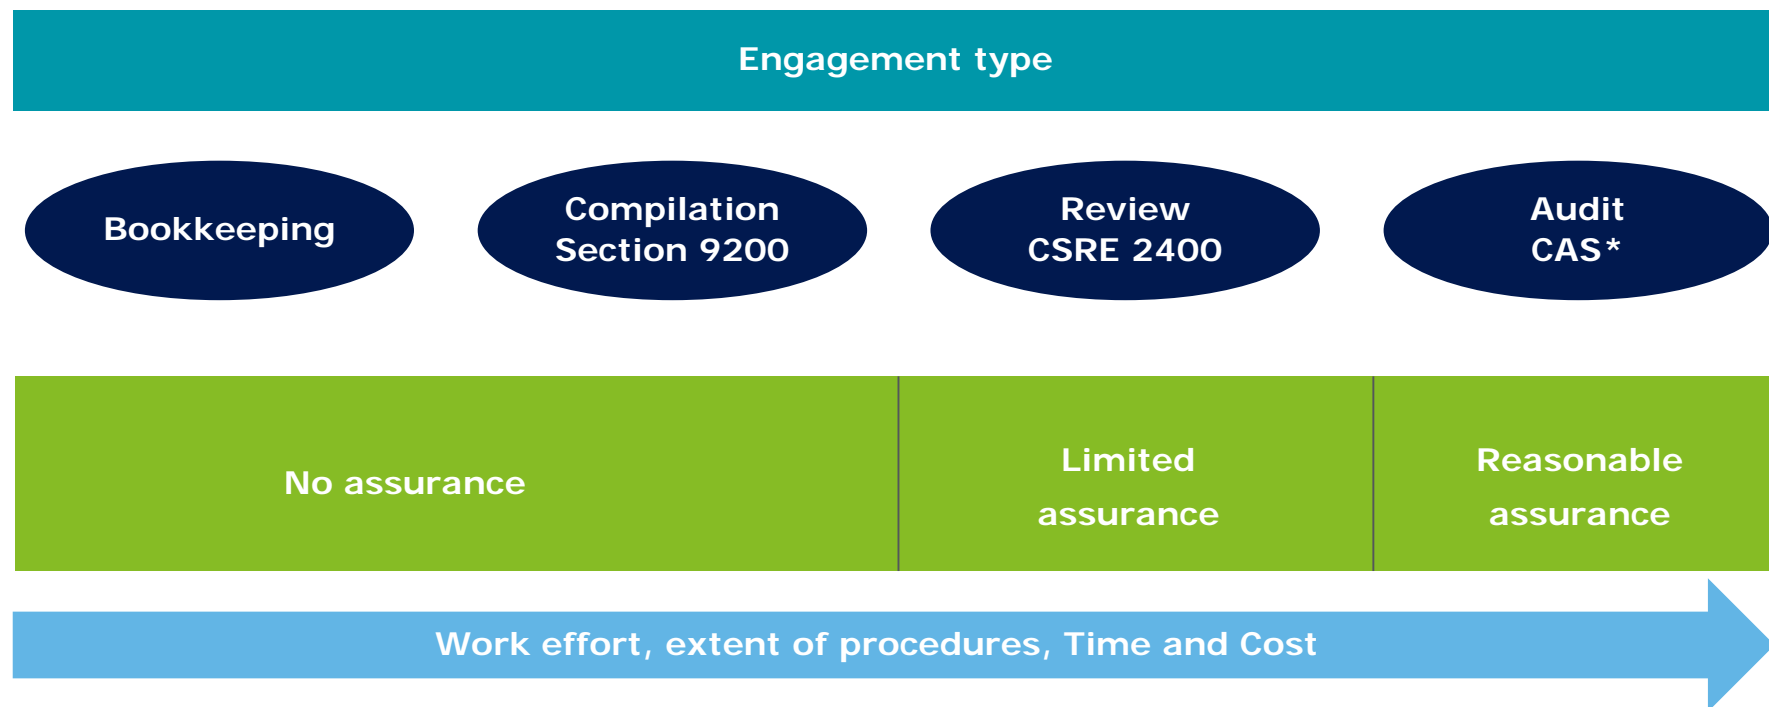 Engagement type
Bookkeeping
Compilation
Section 9200
Review
CSRE 2400
Audit
CAS*
No assurance
Limited
assurance
Reasonable
assurance
Work effort, extent of procedures, Time and Cost